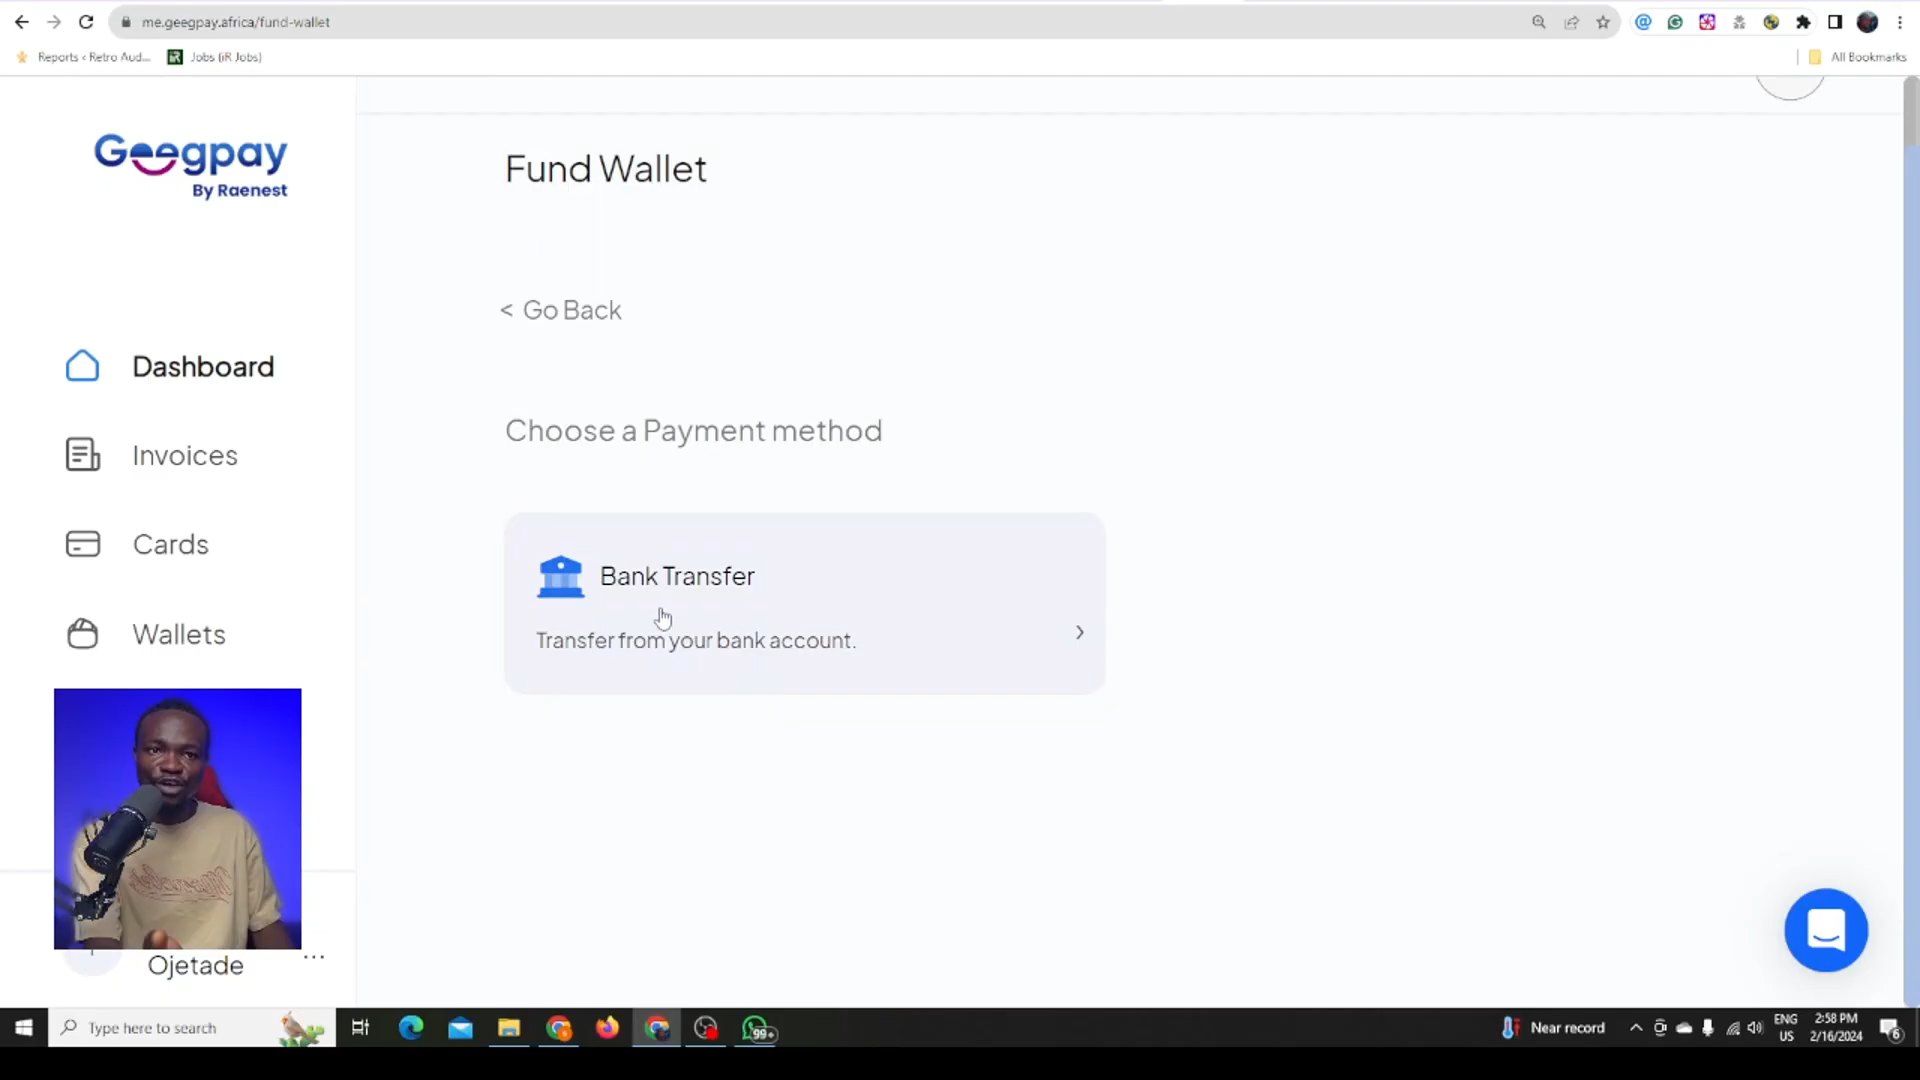 me.geegpay.africa/fund-wallet
Reports ‹ Retro Aud...
Jobs (iR Jobs)
All Bookmarks
Geegpay
By Raenest
Fund Wallet
< Go Back
Dashboard
Choose a Payment method
Invoices
Cards
Bank Transfer
Wallets
Transfer from your bank account.
Ojetade
...
Type here to search
99+
Near record
ENG
US
2:58 PM
2/16/2024
6